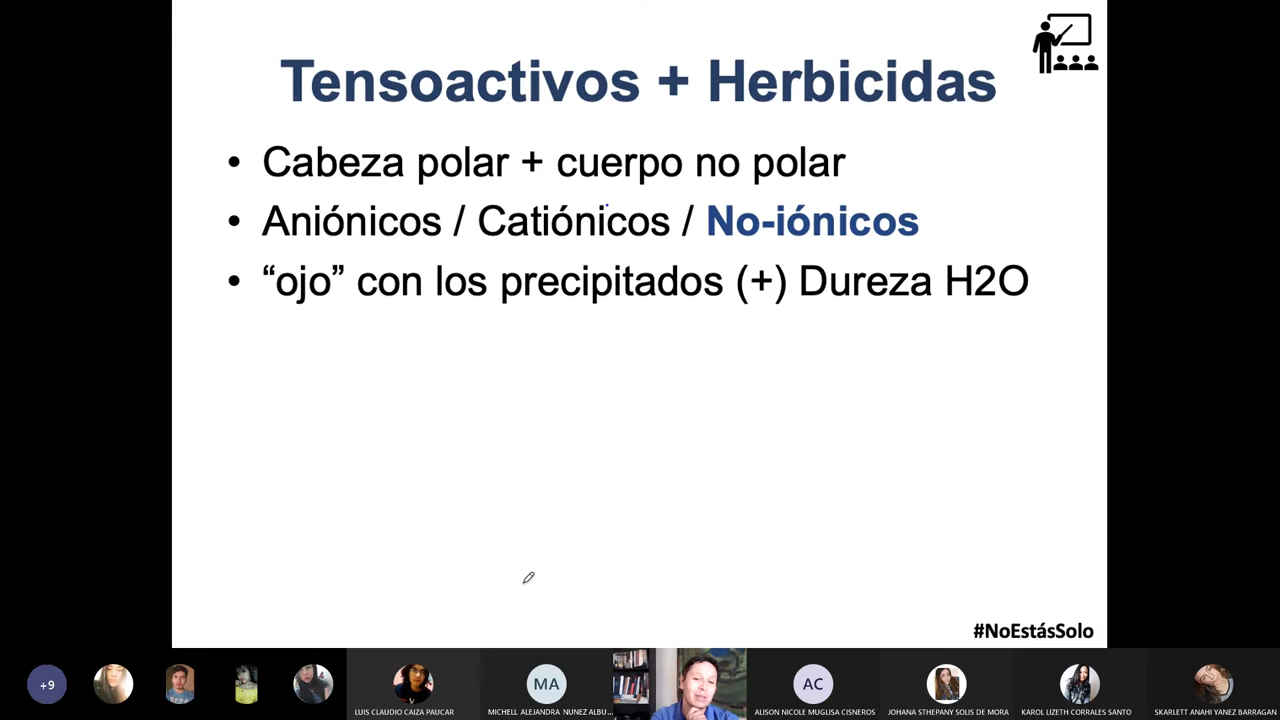 Tensoactivos + Herbicidas
• Cabeza polar + cuerpo no polar
• Aniónicos / Catiónicos / No-iónicos
• “ojo” con los precipitados (+) Dureza H2O
#NoEstásSolo
+9
LUIS CLAUDIO CAIZA PAUCAR
MA
MICHELL ALEJANDRA NUNEZ ALBU...
AC
ALISON NICOLE MUGLISA CISNEROS
JOHANA STHEPANY SOLIS DE MORA
KAROL LIZETH CORRALES SANTO
SKARLETT ANAHI YANEZ BARRAGAN